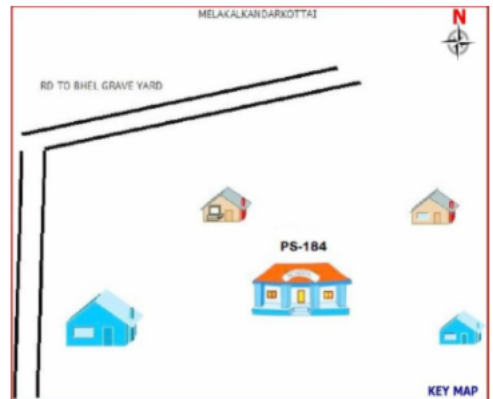 MELAKALKANDARKOTTAI
N
RD TO BHEL GRAVE YARD
PS-184
KEY MAP